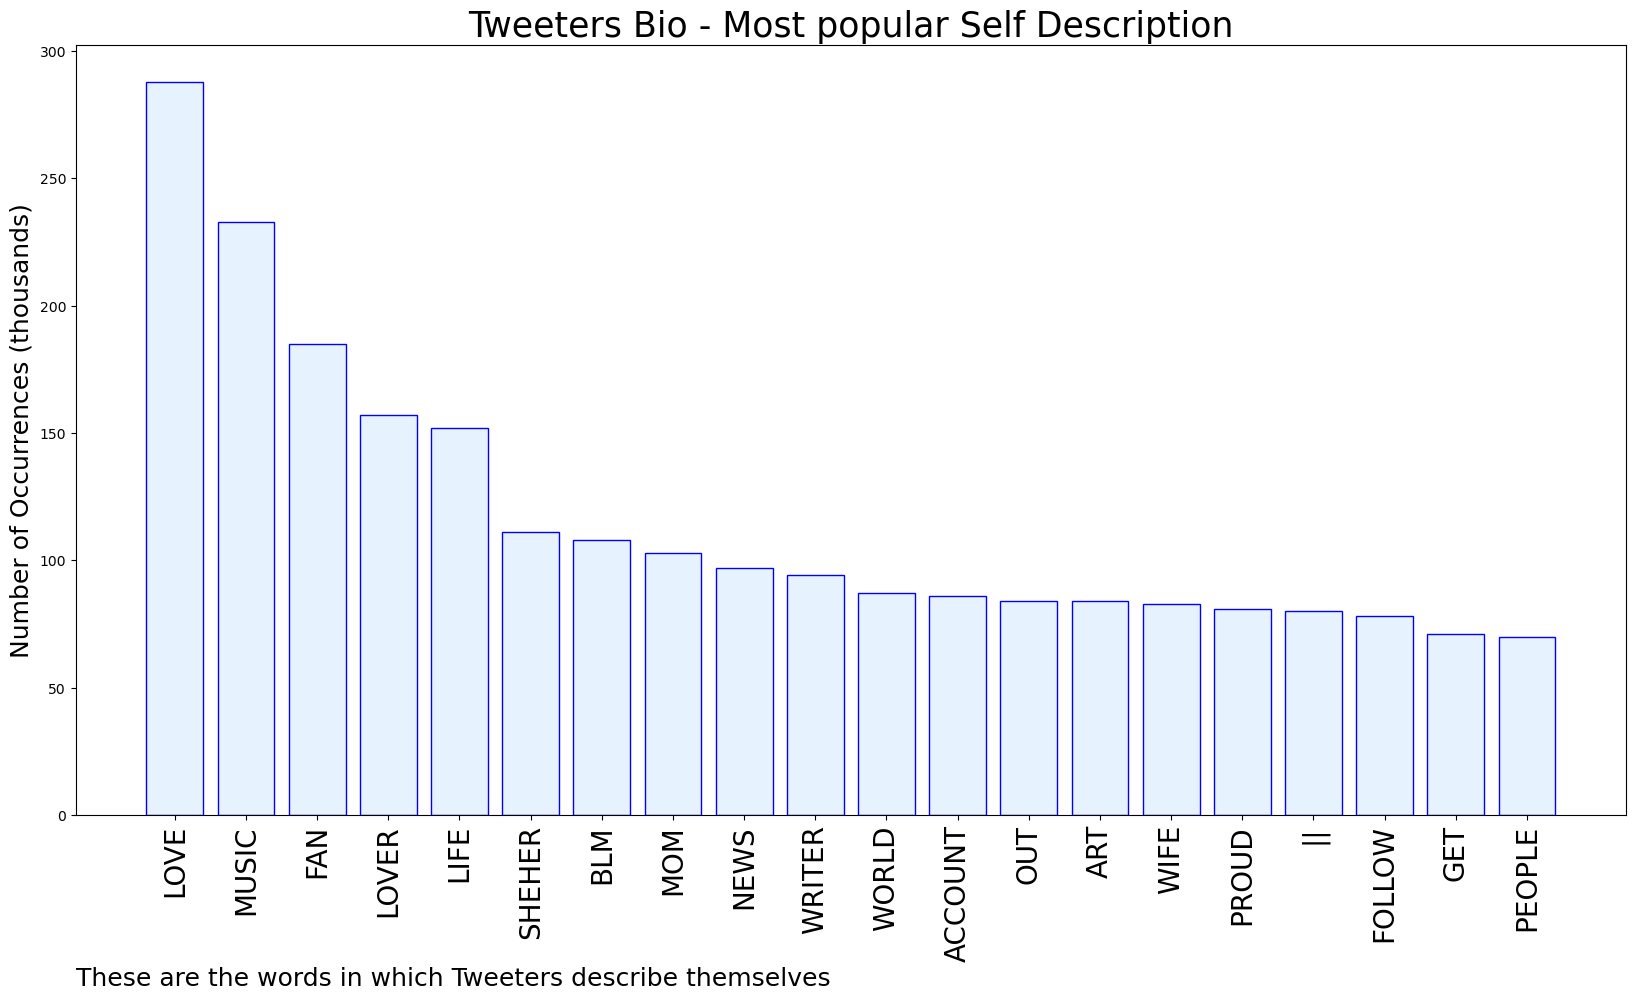 Tweeters Bio - Most popular Self Description
Number of Occurrences (thousands)
300
250
200
150
100
50
0
LOVE
MUSIC
FAN
LOVER
LIFE
SHEHER
BLM
MOM
NEWS
WRITER
WORLD
ACCOUNT
OUT
ART
WIFE
PROUD
||
FOLLOW
GET
PEOPLE
These are the words in which Tweeters describe themselves